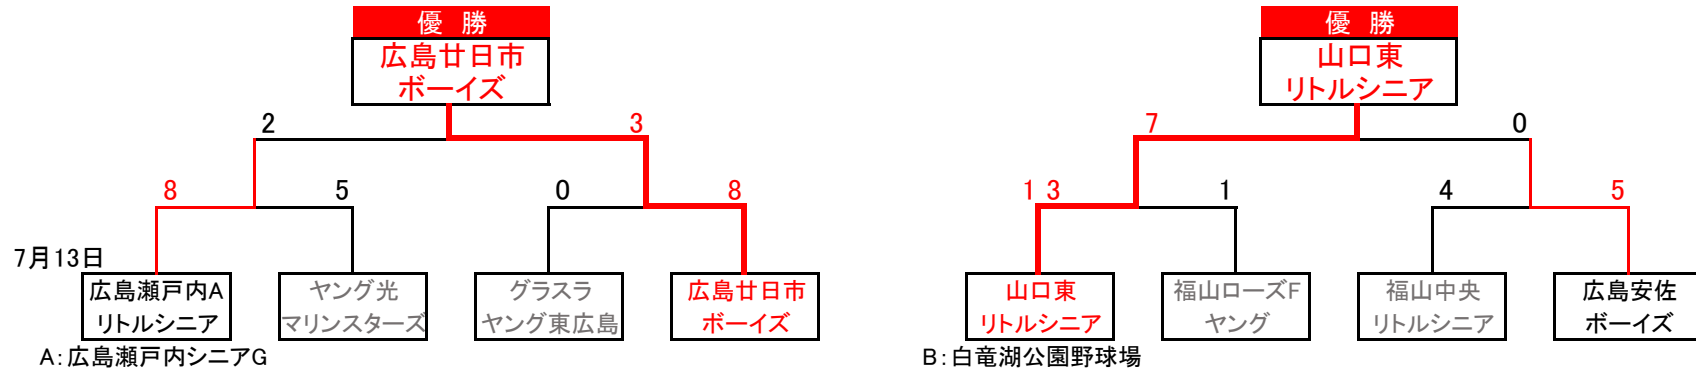 優 勝
広島廿日市
ボーイズ
2
3
8
5
0
8
7月13日
広島瀬戸内A
リトルシニア
ヤング光
マリンスターズ
グラスラ
ヤング東広島
広島廿日市
ボーイズ
A:広島瀬戸内シニアG
優 勝
山口東
リトルシニア
7
0
13
1
4
5
山口東
リトルシニア
福山ローズF
ヤング
福山中央
リトルシニア
広島安佐
ボーイズ
B:白竜湖公園野球場